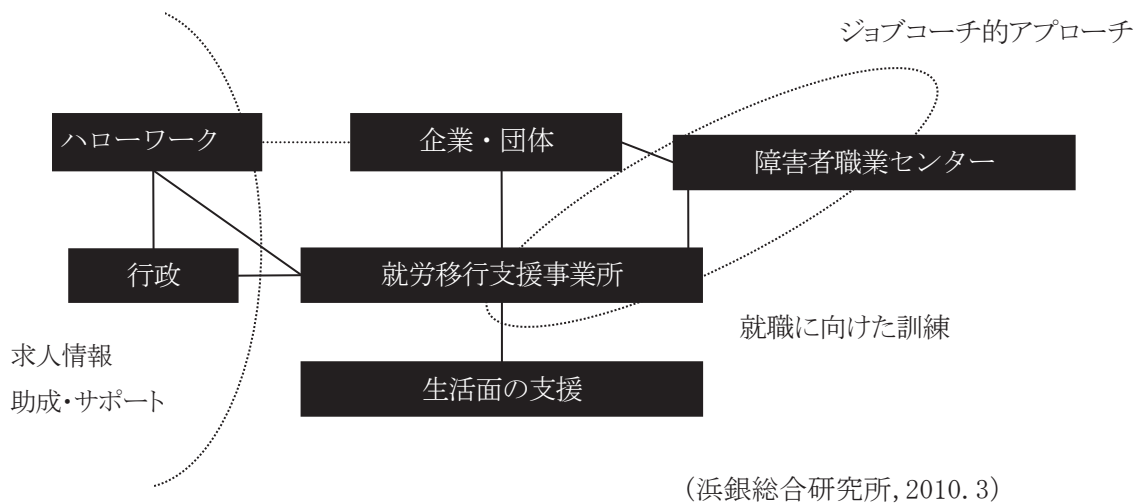 ジョブコーチ的アプローチ
ハローワーク
企業・団体
障害者職業センター
行政
就労移行支援事業所
就職に向けた訓練
求人情報
助成・サポート
生活面の支援
(浜銀総合研究所,2010.3)